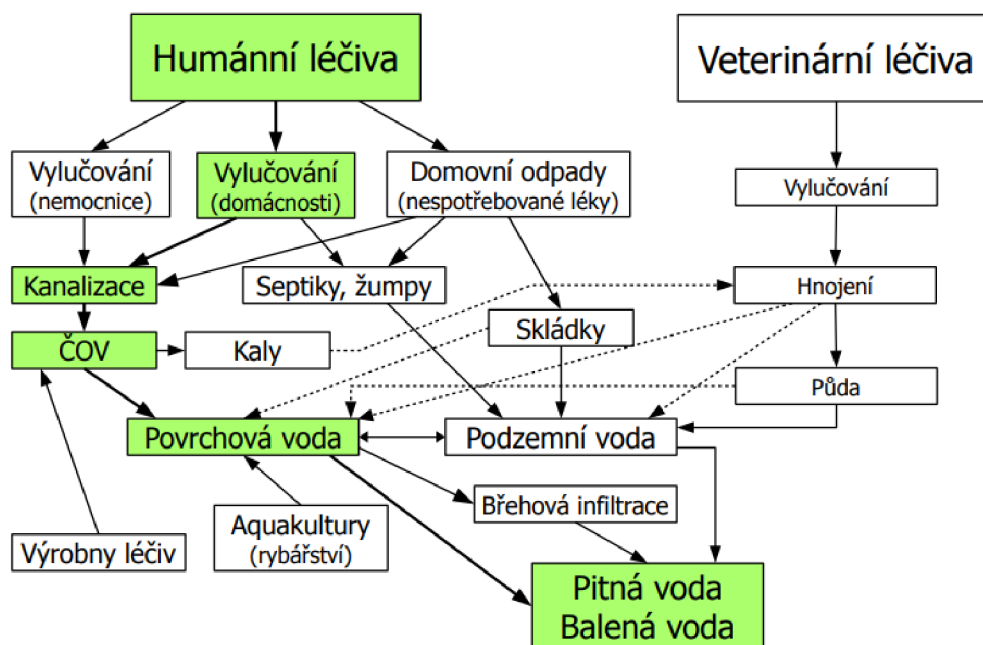 Humánní léčiva
Veterinární léčiva
Vylučování
(nemocnice)
Vylučování
(domácnosti)
Domovní odpady
(nespotřebované léky)
Vylučování
Kanalizace
Septiky, žumpy
Hnojení
Skládky
ČOV
Kaly
Půda
Povrchová voda
Podzemní voda
Břehová infiltrace
Aquakultury
(rybářství)
Výrobny léčiv
Pitná voda
Balená voda